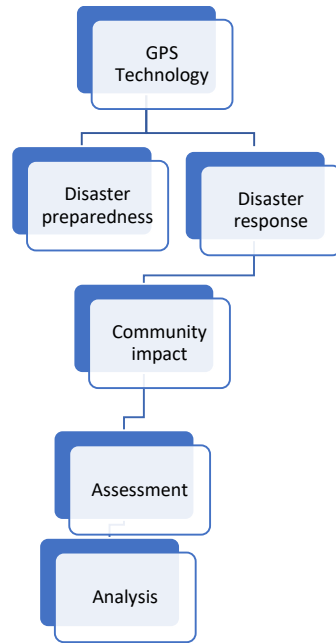 GPS
Technology
Disaster
preparedness
Disaster
response
Community
impact
Assessment
Analysis